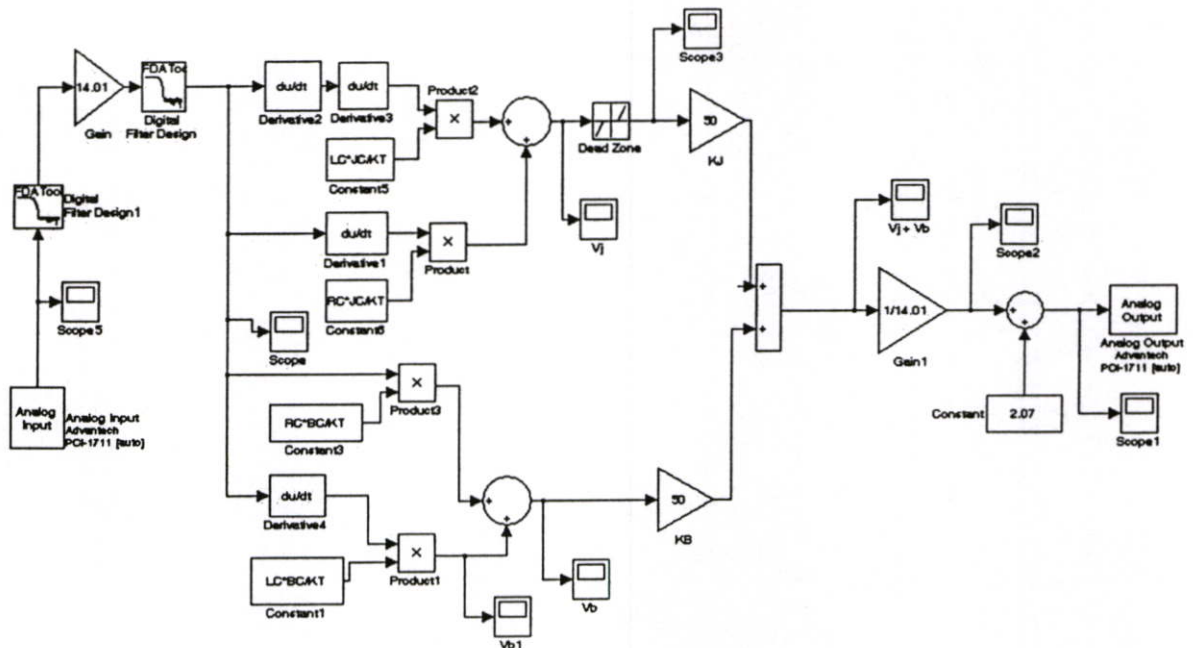 Scope3
FDATool
14.01
Gain
Digital
Filter Design
du/dt
Derivative2
du/dt
Derivative3
Product2
×
LC*JC/KT
Constant5
Dead Zone
50
KJ
FDATool
Digital
Filter Design1
du/dt
Derivative1
×
Product
RC*JC/KT
Constant6
Vj
Vj + Vb
Scope2
Scope5
Scope
1/14.01
Gain1
Analog
Output
Analog Output
Advantech
PCI-1711 [auto]
Analog
Input
Analog Input
Advantech
PCI-1711 [auto]
×
Product3
RC*BC/KT
Constant3
Constant
2.07
Scope1
du/dt
Derivative4
50
KB
×
Product1
LC*BC/KT
Constant1
Vb
Vb1